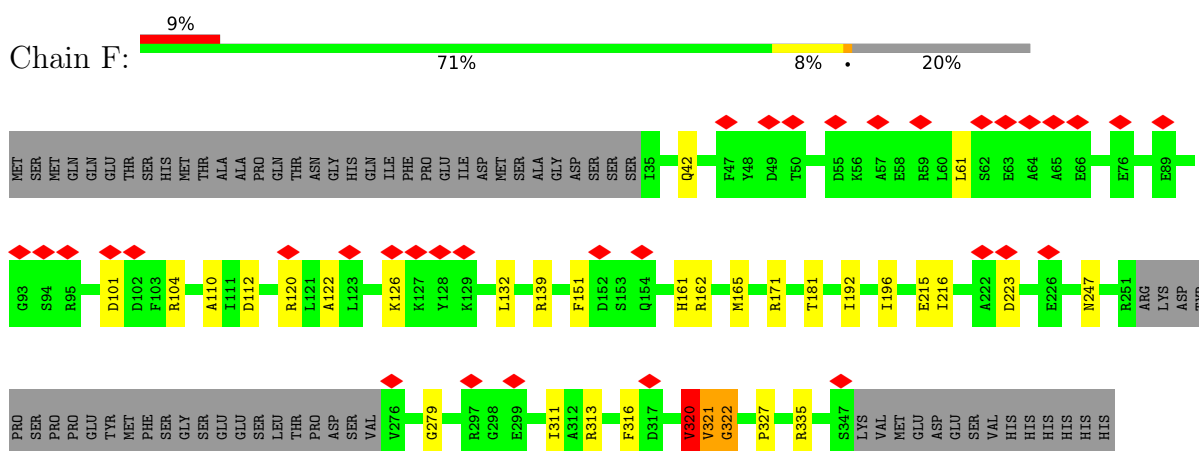 9%
Chain F:
71% 8% • 20%
MET SER MET GLN GLN GLU THR SER HIS MET THR ALA ALA PRO GLN THR ASN GLY HIS GLN ILE PHE PRO GLU ILE ASP MET SER ALA GLY ASP SER SER SER I35 Q42 F47 Y48 D49 T50 D55 K56 A57 E58 R59 L60 L61 S62 E63 A64 A65 E66 E76 E89
G93 S94 R95 D101 D102 F103 R104 A110 I111 D112 R120 L121 A122 L123 K126 K127 Y128 K129 L132 R139 F151 D152 S153 Q154 H161 R162 M165 R171 T181 I192 I196 E215 I216 A222 D223 E226 N247 R251 ARG LYS ASP TYR
PRO SER PRO PRO GLU TYR MET PHE SER GLY SER GLU GLU SER LEU THR PRO ASP SER VAL V276 G279 R297 G298 E299 I311 A312 R313 F316 D317 V320 V321 G322 P327 R335 S347 LYS VAL MET GLU ASP GLU SER VAL HIS HIS HIS HIS HIS HIS